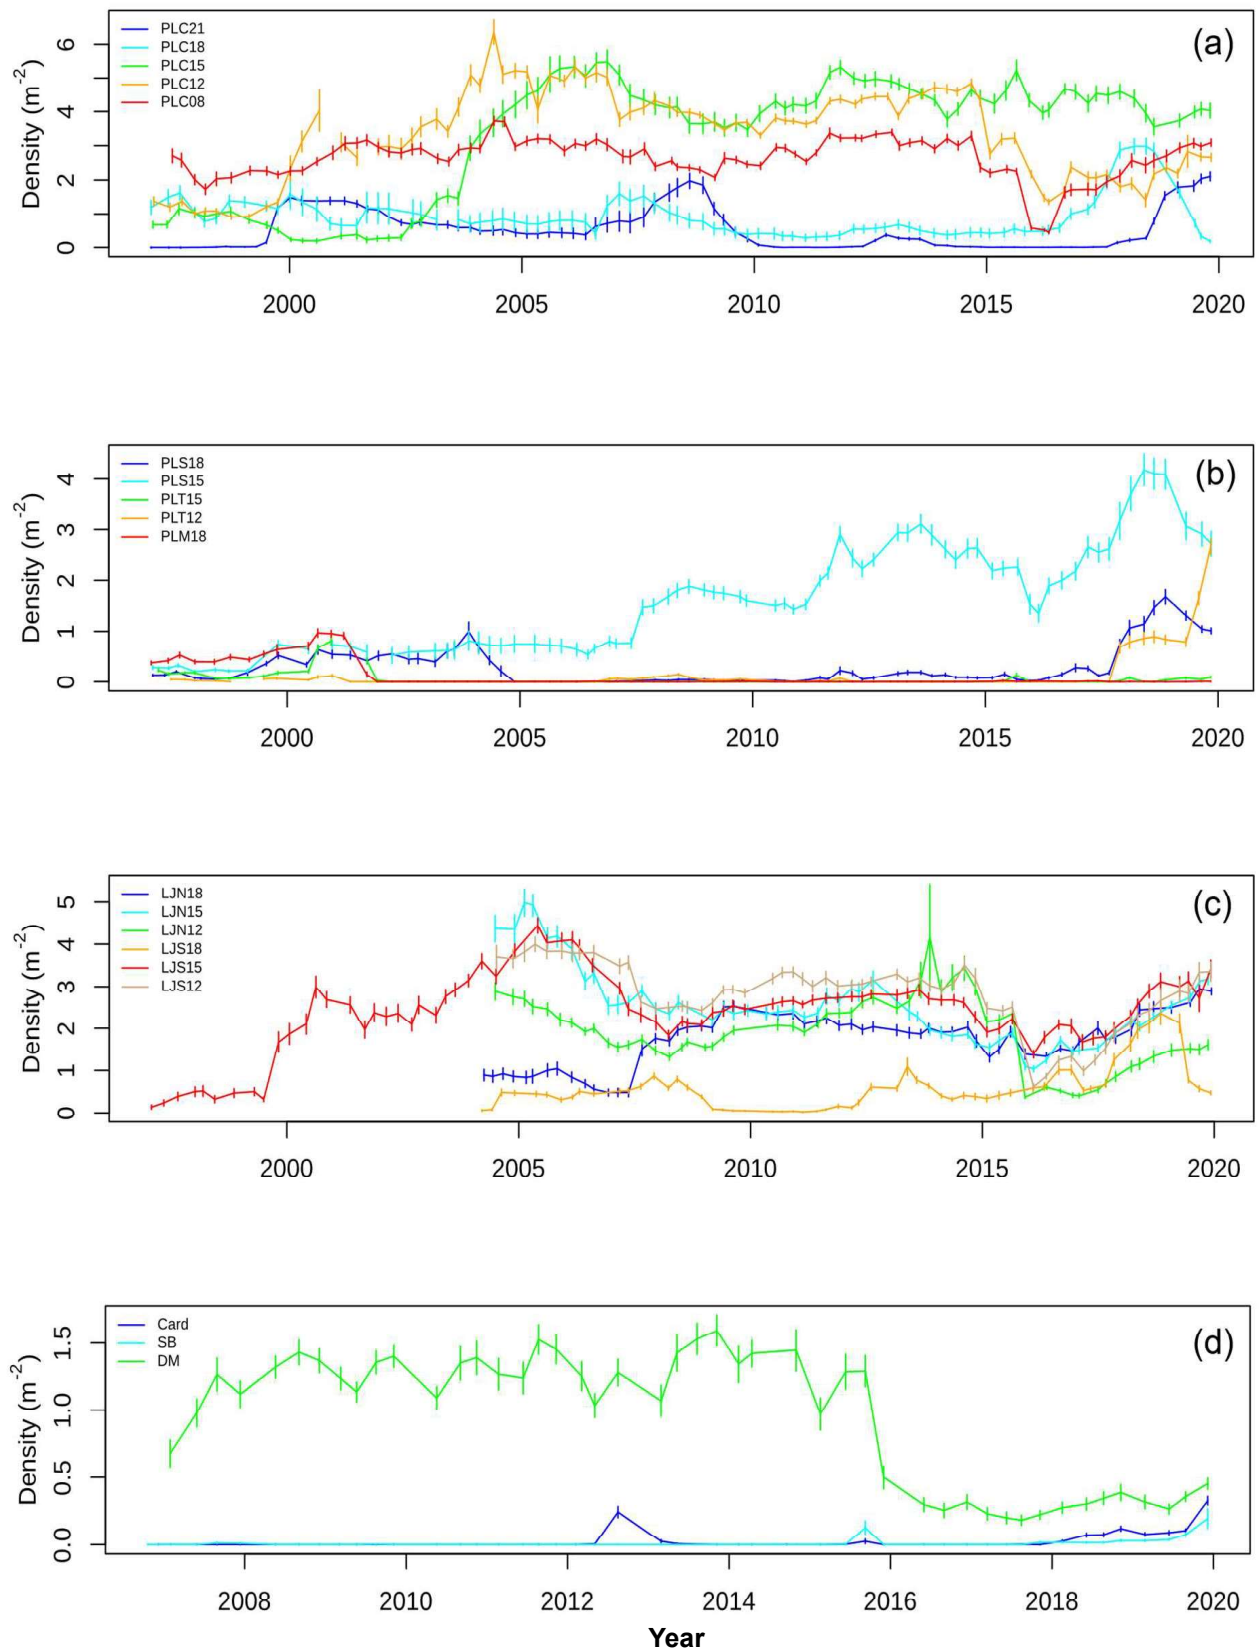 (a)
PLC21
PLC18
PLC15
PLC12
PLC08
Density (m⁻²)
6
4
2
0
2000 2005 2010 2015 2020
(b)
PLS18
PLS15
PLT15
PLT12
PLM18
Density (m⁻²)
4
3
2
1
0
2000 2005 2010 2015 2020
(c)
LJN18
LJN15
LJN12
LJS18
LJS15
LJS12
Density (m⁻²)
5
4
3
2
1
0
2000 2005 2010 2015 2020
(d)
Card
SB
DM
Density (m⁻²)
1.5
1.0
0.5
0.0
2008 2010 2012 2014 2016 2018 2020
Year